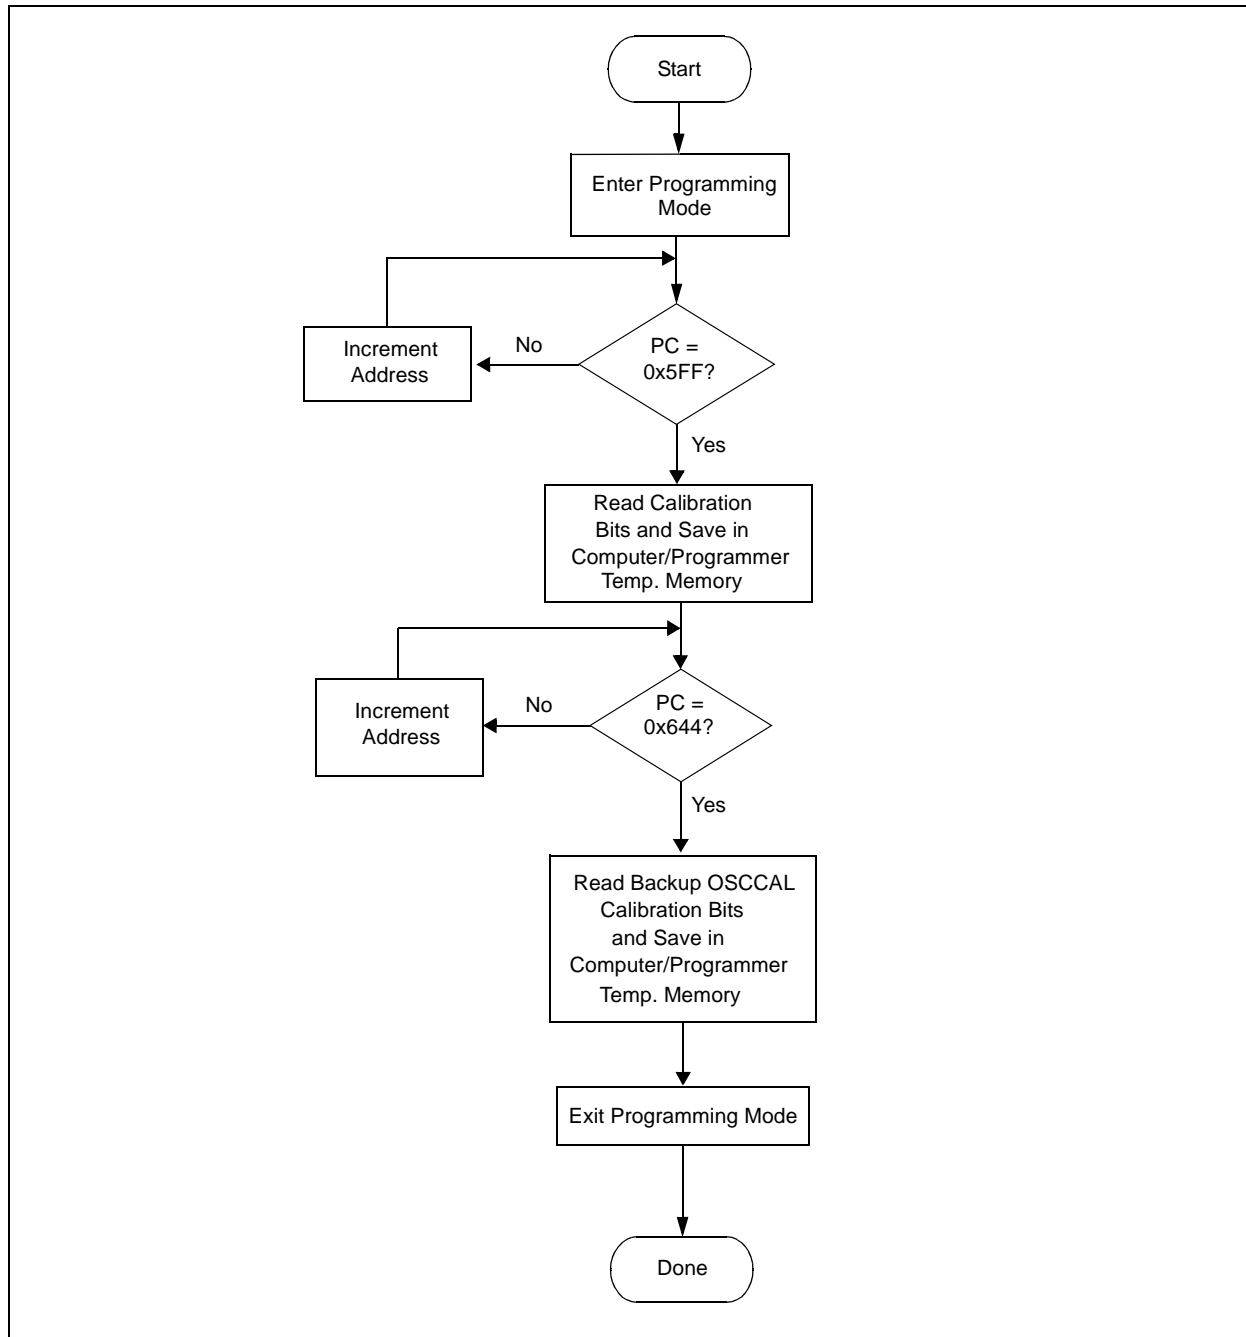 Start
Enter Programming
Mode
PC =
0x5FF?
No
Increment
Address
Yes
Read Calibration
Bits and Save in
Computer/Programmer
Temp. Memory
PC =
0x644?
No
Increment
Address
Yes
Read Backup OSCCAL
Calibration Bits
and Save in
Computer/Programmer
Temp. Memory
Exit Programming Mode
Done